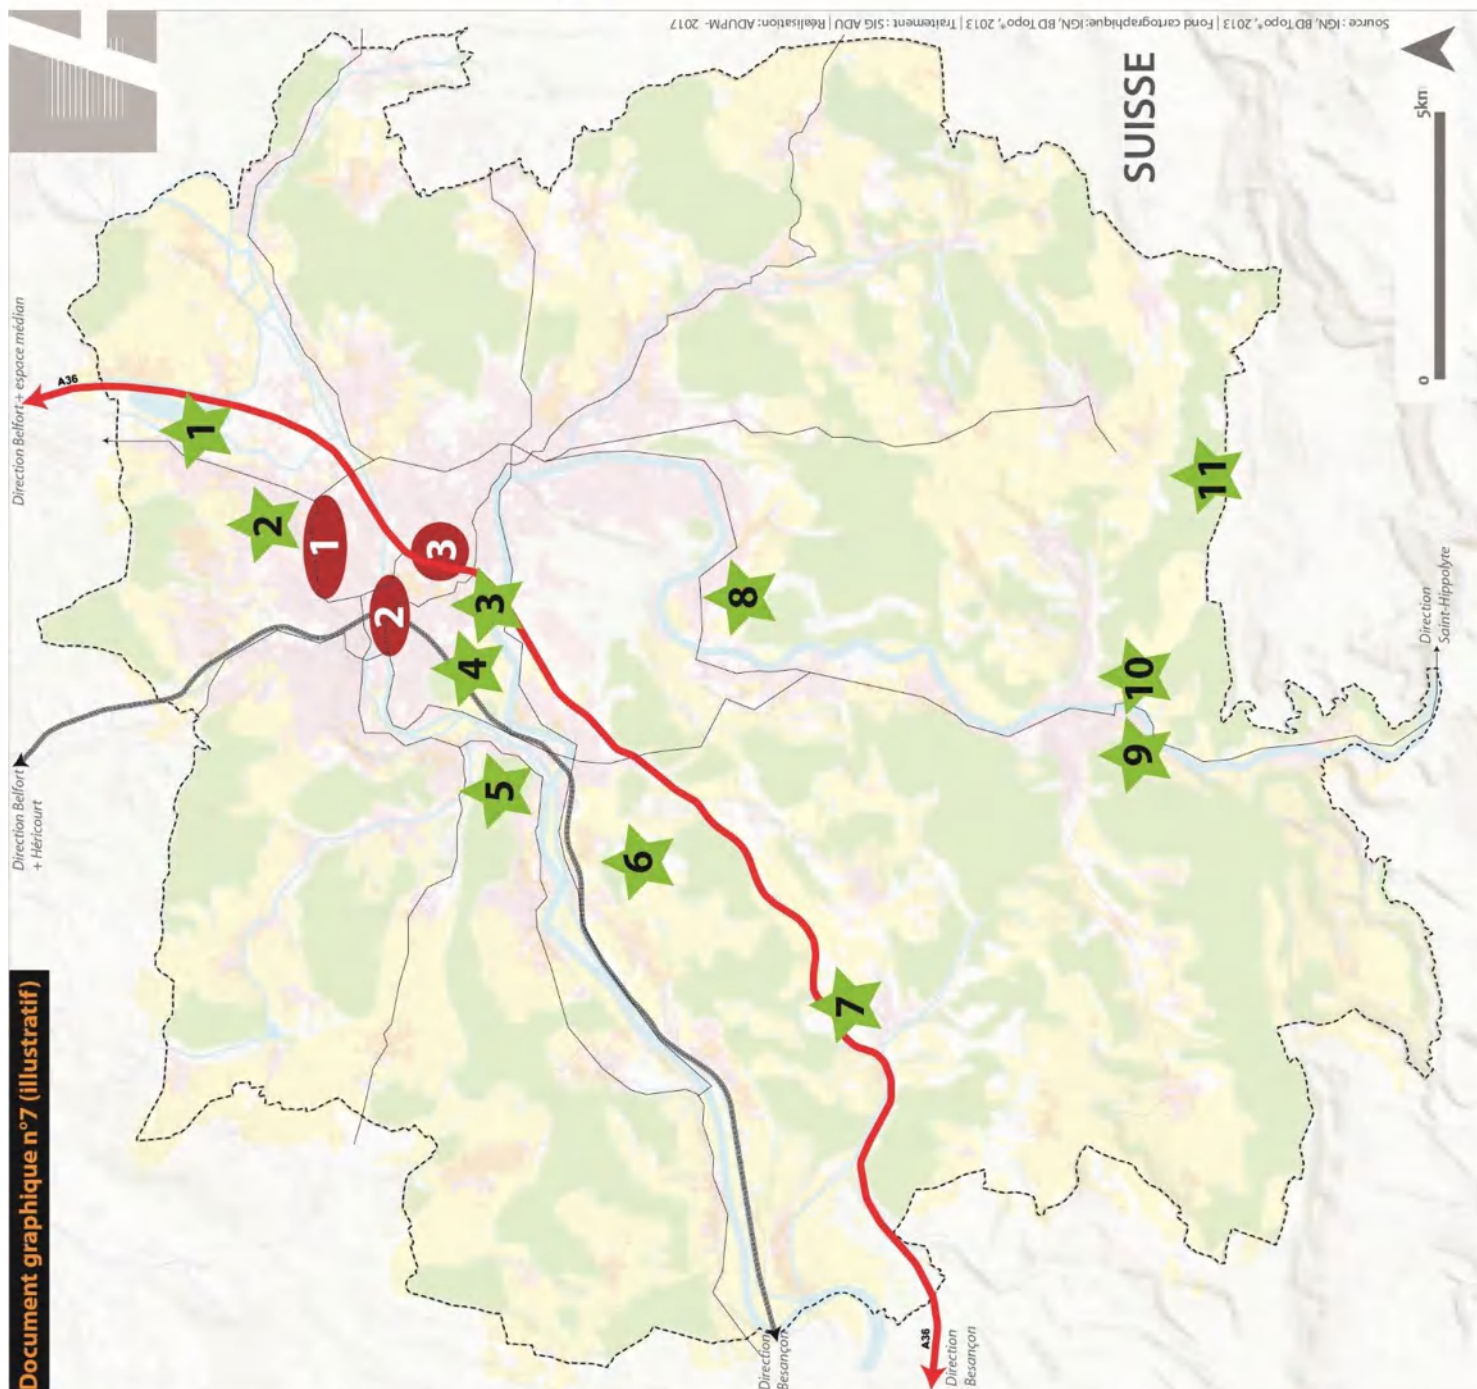 Document graphique n°7 (illustratif)
Source : IGN, BD Topo®, 2013 | Fond cartographique: IGN, BD Topo®, 2013 | Traitement : SIG ADU | Réalisation: ADUPM- 2017
Direction Belfort + espace médian
A36
Direction Belfort
+ Héricourt
SUISSE
0
5km
1
2
3
4
5
6
7
8
9
10
11
1
2
3
Direction
Besançon
A36
Direction
Besançon
Direction
Saint-Hippolyte